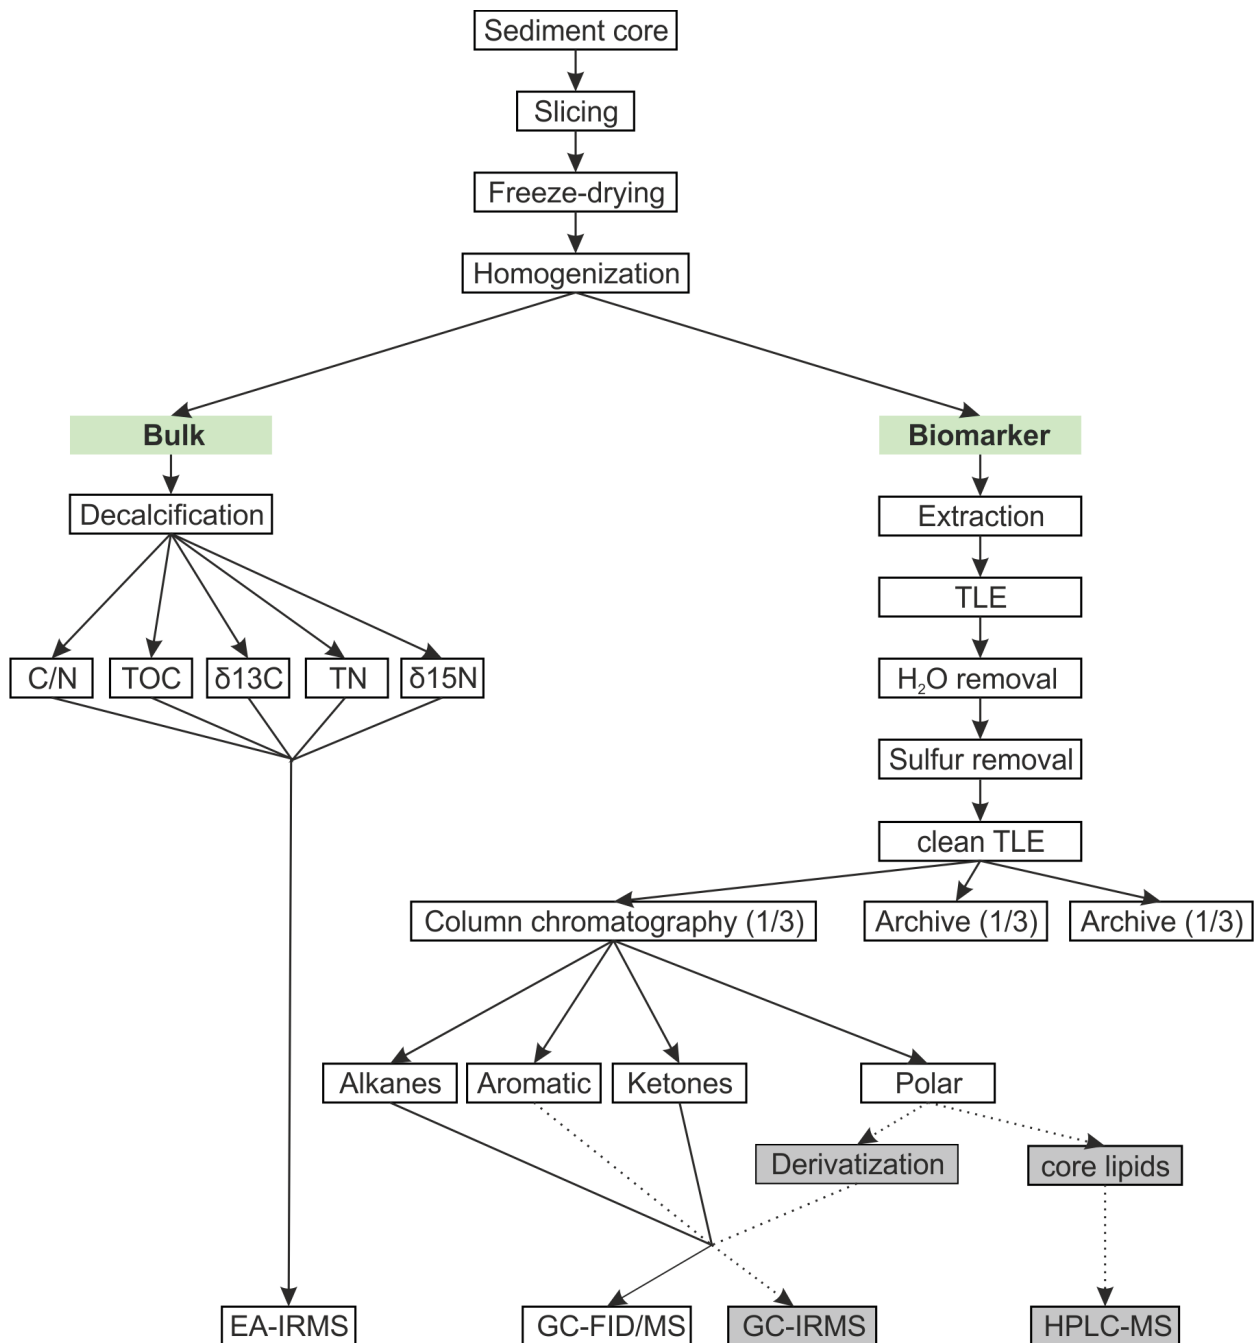 Sediment core
Slicing
Freeze-drying
Homogenization
Bulk
Biomarker
Decalcification
Extraction
TLE
C/N
TOC
δ13C
TN
δ15N
H₂O removal
Sulfur removal
clean TLE
Column chromatography (1/3)
Archive (1/3)
Archive (1/3)
Alkanes
Aromatic
Ketones
Polar
Derivatization
core lipids
EA-IRMS
GC-FID/MS
GC-IRMS
HPLC-MS